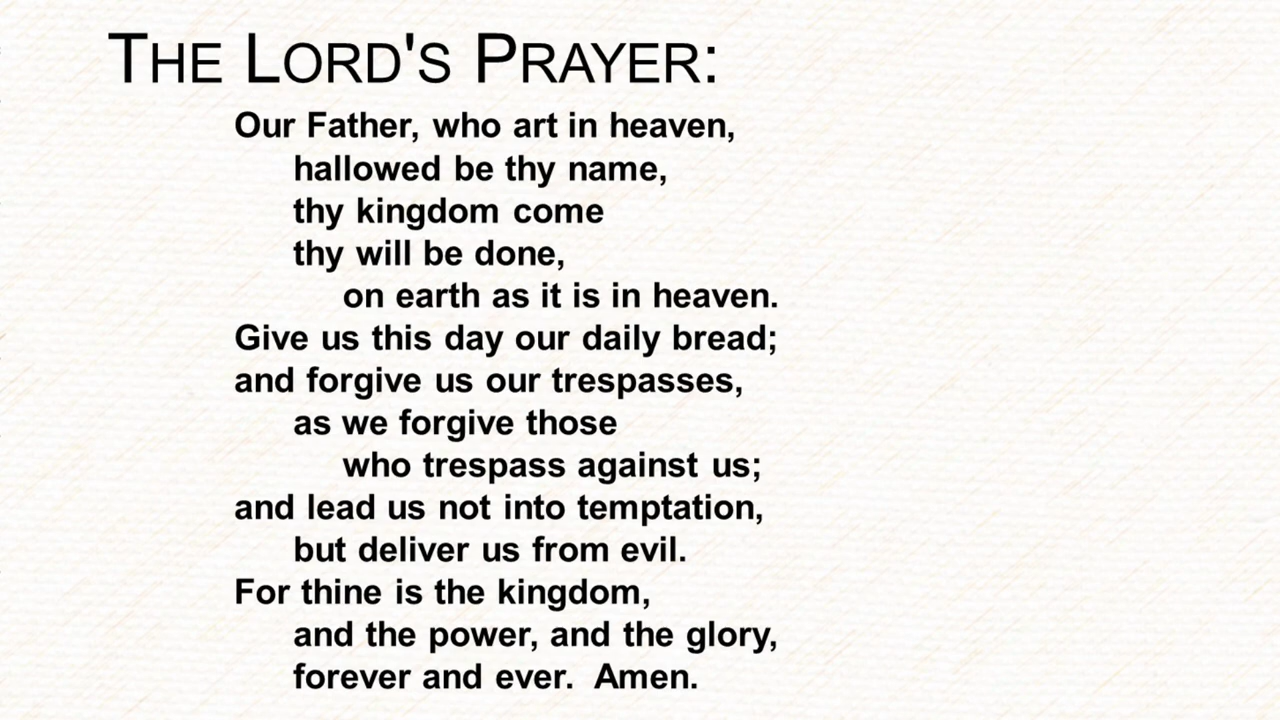 THE LORD'S PRAYER:
Our Father, who art in heaven,
hallowed be thy name,
thy kingdom come
thy will be done,
on earth as it is in heaven.
Give us this day our daily bread;
and forgive us our trespasses,
as we forgive those
who trespass against us;
and lead us not into temptation,
but deliver us from evil.
For thine is the kingdom,
and the power, and the glory,
forever and ever.  Amen.